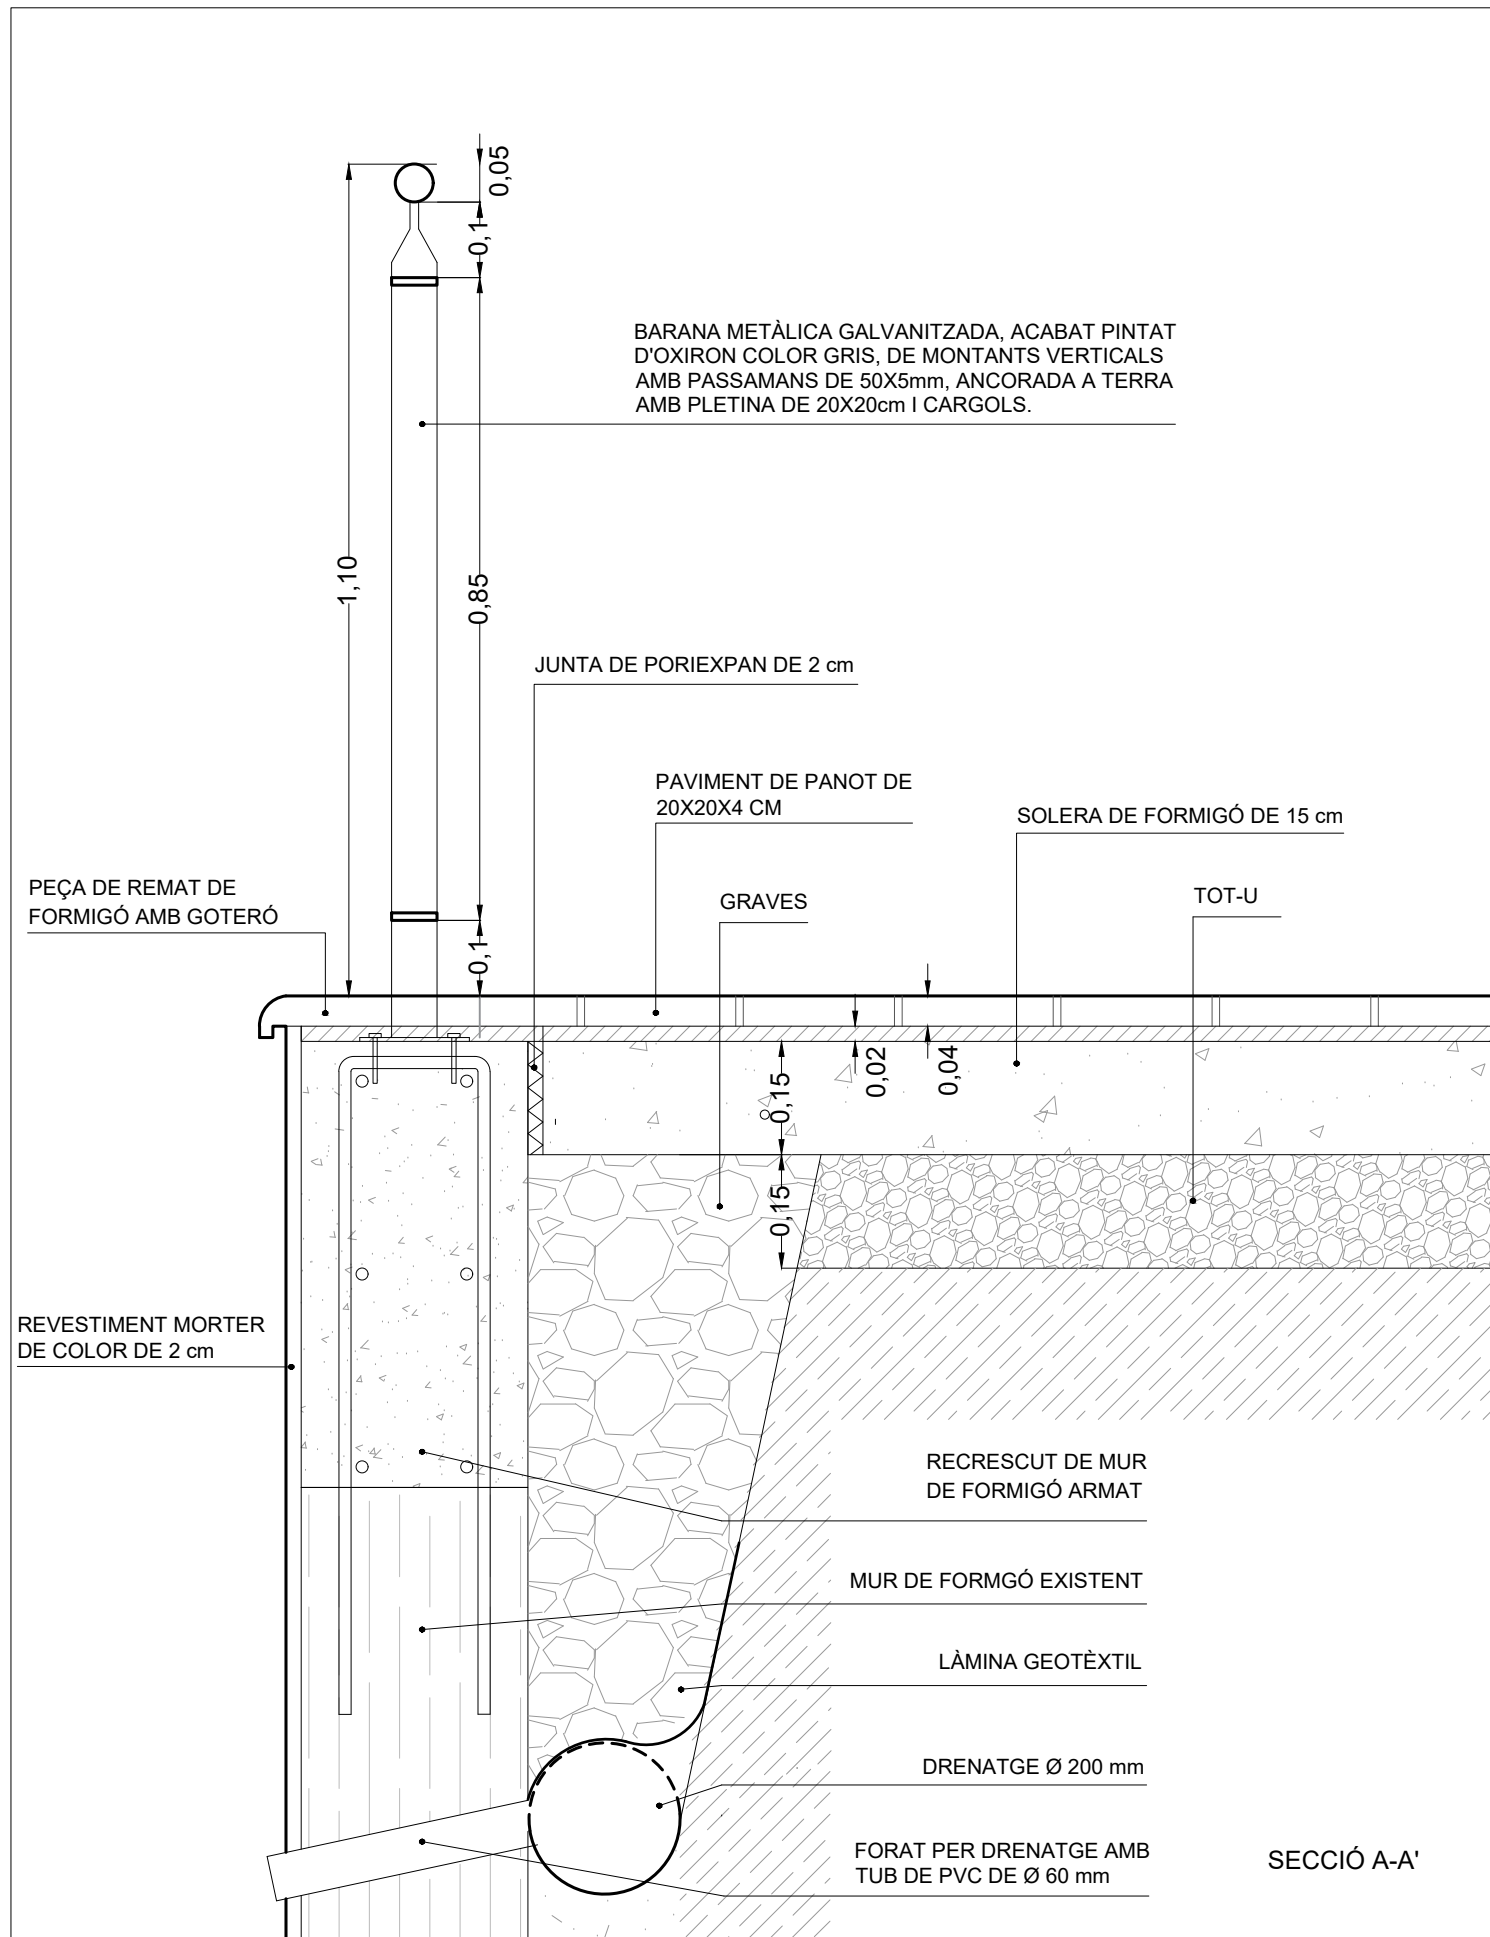 0,05
0,1
BARANA METÀLICA GALVANITZADA, ACABAT PINTAT
D'OXIRON COLOR GRIS, DE MONTANTS VERTICALS
AMB PASSAMANS DE 50X5mm, ANCORADA A TERRA
AMB PLETINA DE 20X20cm I CARGOLS.
1,10
0,85
JUNTA DE PORIEXPAN DE 2 cm
PAVIMENT DE PANOT DE
20X20X4 CM
SOLERA DE FORMIGÓ DE 15 cm
PEÇA DE REMAT DE
FORMIGÓ AMB GOTERÓ
GRAVES
TOT-U
0,1
0,02
0,04
0,15
0,15
REVESTIMENT MORTER
DE COLOR DE 2 cm
RECRESCUT DE MUR
DE FORMIGÓ ARMAT
MUR DE FORMGÓ EXISTENT
LÀMINA GEOTÈXTIL
DRENATGE Ø 200 mm
FORAT PER DRENATGE AMB
TUB DE PVC DE Ø 60 mm
SECCIÓ A-A'